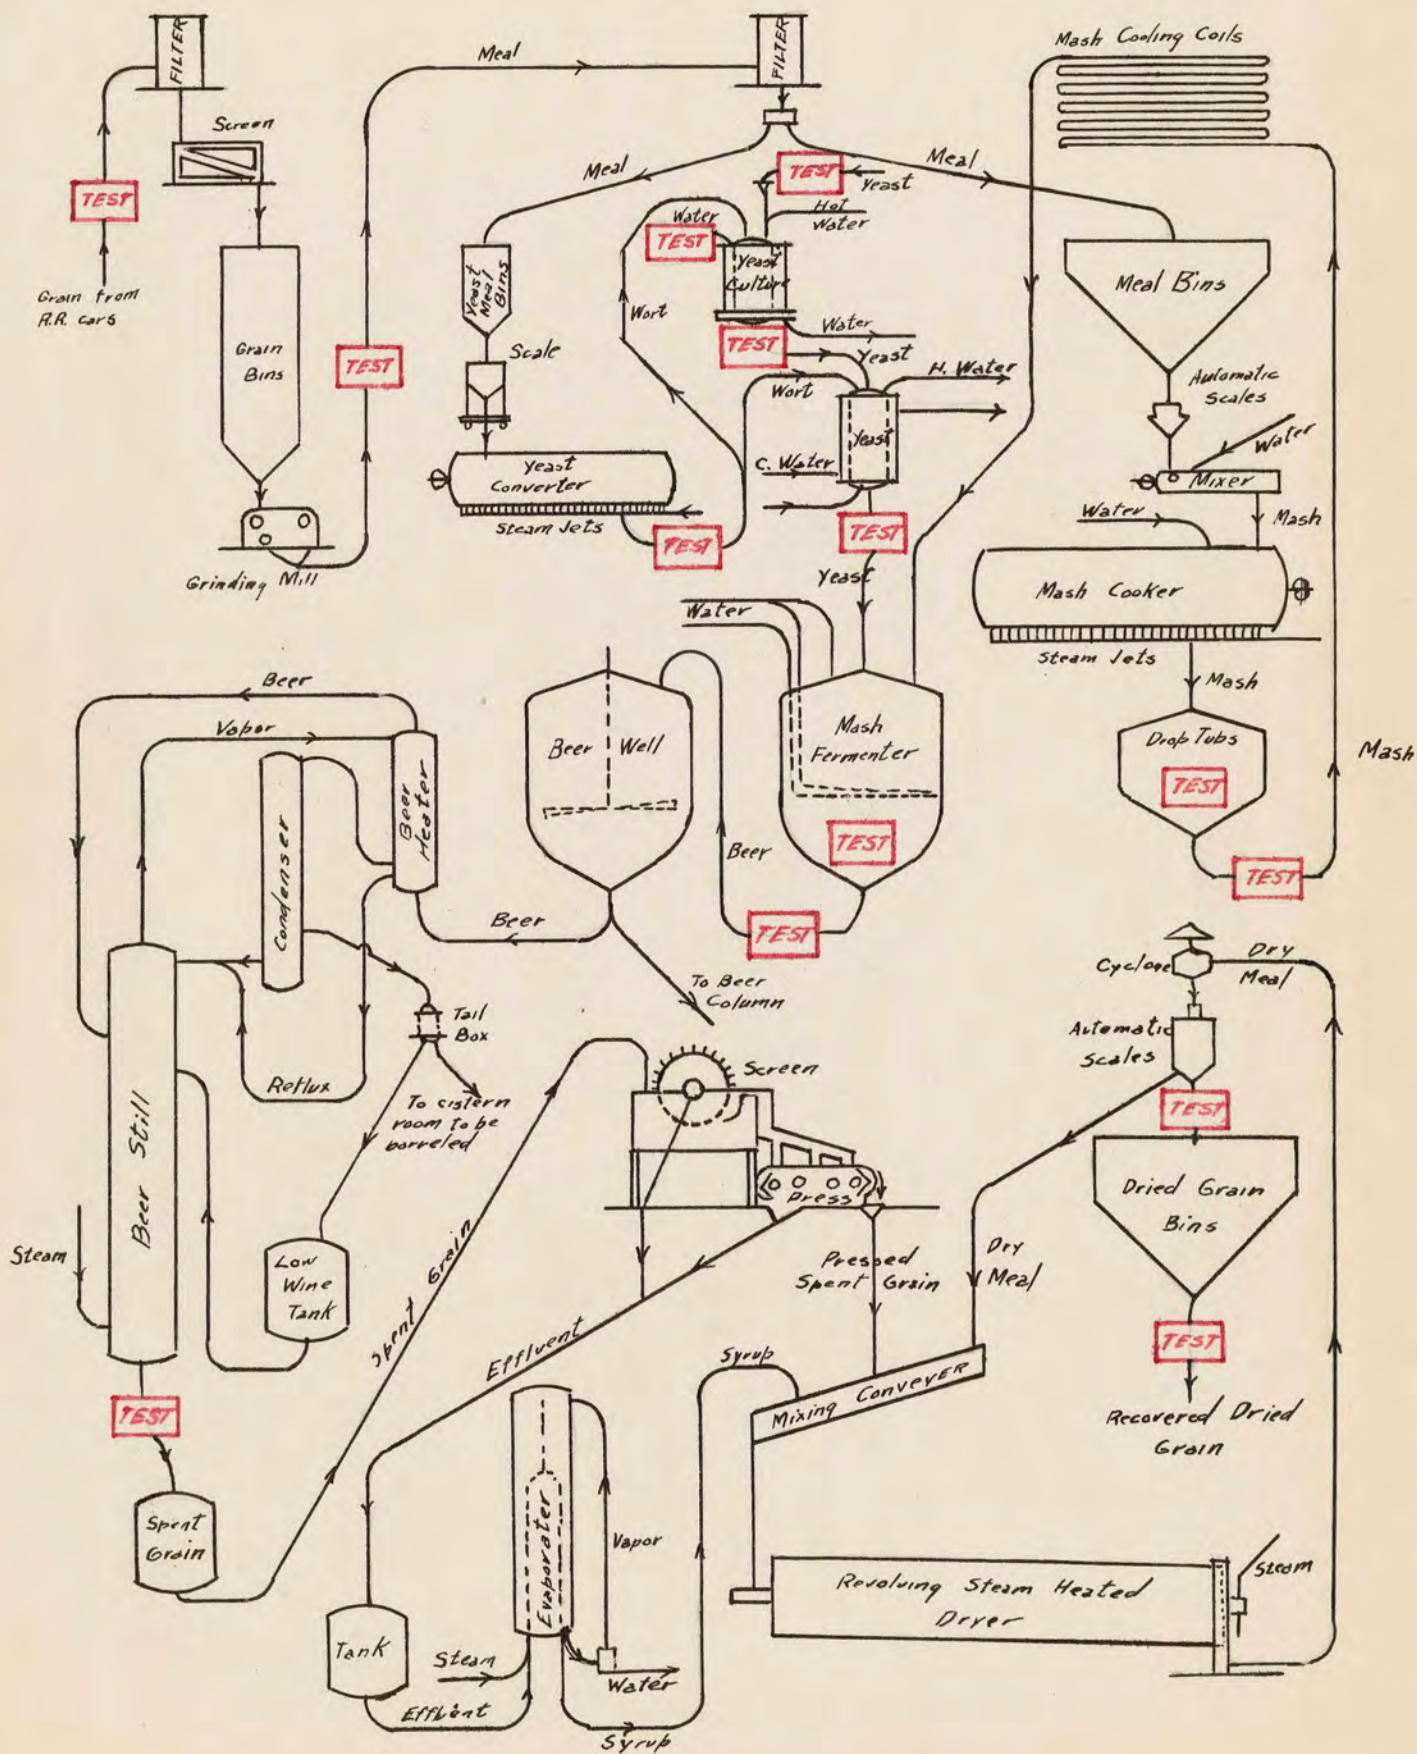 FILTER
Screen
TEST
Grain from
R.R. cars
Grain
Bins
Grinding Mill
TEST
Meal
FILTER
Meal
Meal
TEST
Yeast
Hot
Water
Water
TEST
Yeast
Culture
Wort
Water
TEST
Yeast
Yeast
Meal
Bins
Scale
Wort
H. Water
Yeast
C. Water
Yeast
Converter
Steam Jets
TEST
TEST
Yeast
Mash Cooling Coils
Meal Bins
Automatic
Scales
Water
Mixer
Mash
Water
Mash Cooker
Steam Jets
Mash
Drop Tubs
TEST
TEST
Mash
Water
Mash
Fermenter
TEST
TEST
Beer
Beer Well
Beer
To Beer
Column
Beer
Vapor
Beer
Heater
Condenser
Reflux
Tail
Box
To cistern
room to be
barreled
Beer Still
Steam
Low
Wine
Tank
TEST
Spent
Grain
Spent Grain
Screen
Press
Pressed
Spent Grain
Effluent
Tank
Efflent
Steam
Evaporater
Vapor
Water
Syrup
Syrup
Mixing Conveyer
Dry
Meal
Cyclone
Dry
Meal
Automatic
Scales
TEST
Dried Grain
Bins
TEST
Recovered Dried
Grain
Revolving Steam Heated
Dryer
Steam